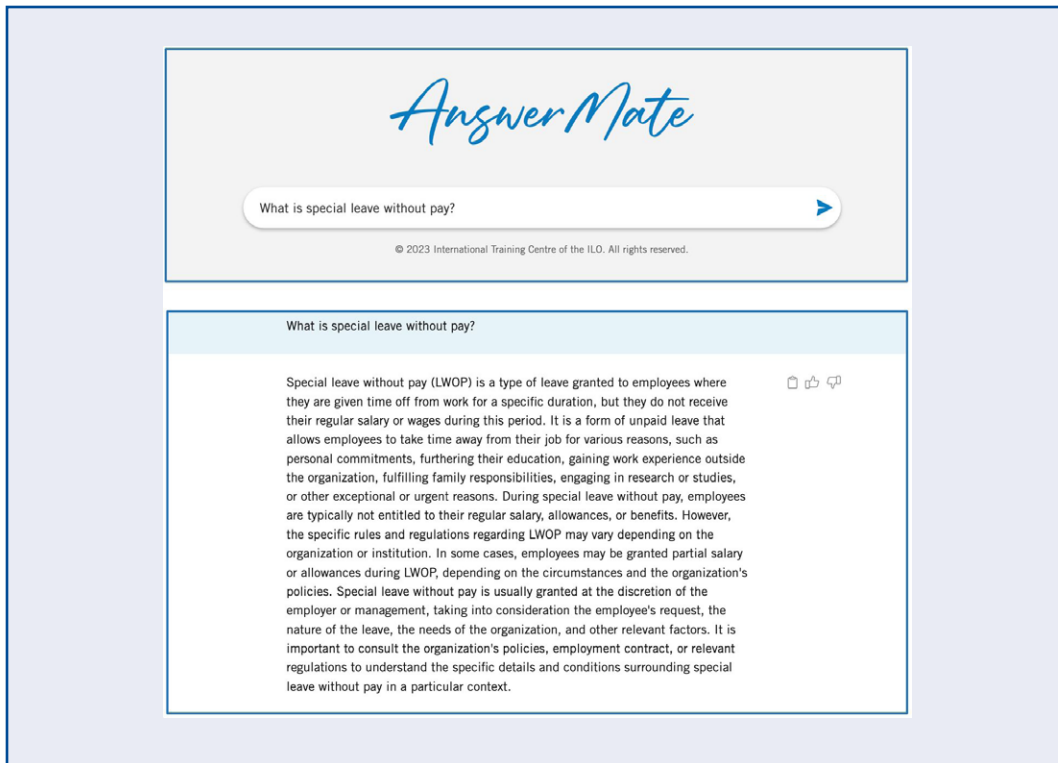 AnswerMate
What is special leave without pay?
© 2023 International Training Centre of the ILO. All rights reserved.
What is special leave without pay?
Special leave without pay (LWOP) is a type of leave granted to employees where
they are given time off from work for a specific duration, but they do not receive
their regular salary or wages during this period. It is a form of unpaid leave that
allows employees to take time away from their job for various reasons, such as
personal commitments, furthering their education, gaining work experience outside
the organization, fulfilling family responsibilities, engaging in research or studies,
or other exceptional or urgent reasons. During special leave without pay, employees
are typically not entitled to their regular salary, allowances, or benefits. However,
the specific rules and regulations regarding LWOP may vary depending on the
organization or institution. In some cases, employees may be granted partial salary
or allowances during LWOP, depending on the circumstances and the organization's
policies. Special leave without pay is usually granted at the discretion of the
employer or management, taking into consideration the employee's request, the
nature of the leave, the needs of the organization, and other relevant factors. It is
important to consult the organization's policies, employment contract, or relevant
regulations to understand the specific details and conditions surrounding special
leave without pay in a particular context.